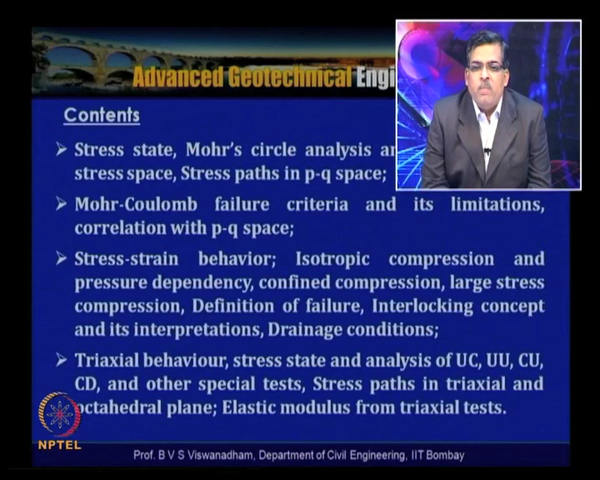 Advanced Geotechnical Engi
Contents
➢ Stress state, Mohr's circle analysis an
stress space, Stress paths in p-q space;
➢ Mohr-Coulomb failure criteria and its limitations,
correlation with p-q space;
➢ Stress-strain behavior; Isotropic compression and
pressure dependency, confined compression, large stress
compression, Definition of failure, Interlocking concept
and its interpretations, Drainage conditions;
➢ Triaxial behaviour, stress state and analysis of UC, UU, CU,
CD, and other special tests, Stress paths in triaxial and
octahedral plane; Elastic modulus from triaxial tests.
NPTEL
Prof. B V S Viswanadham, Department of Civil Engineering, IIT Bombay